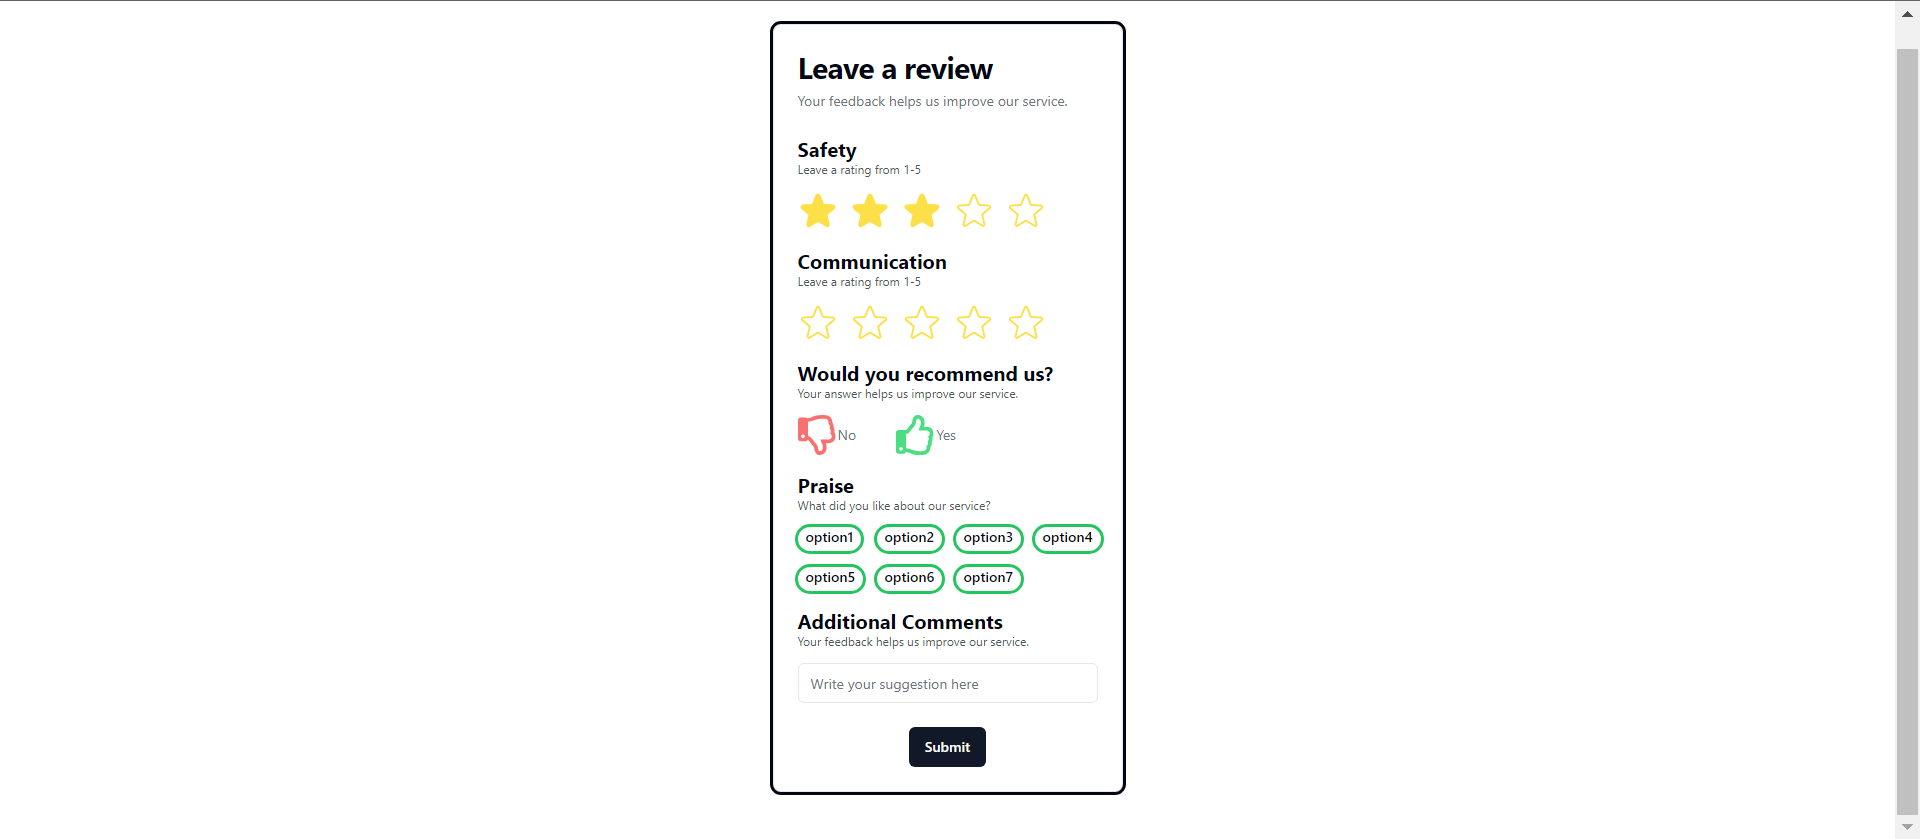 Leave a review
Your feedback helps us improve our service.
Safety
Leave a rating from 1-5
Communication
Leave a rating from 1-5
Would you recommend us?
Your answer helps us improve our service.
No Yes
Praise
What did you like about our service?
option1 option2 option3 option4
option5 option6 option7
Additional Comments
Your feedback helps us improve our service.
Write your suggestion here
Submit